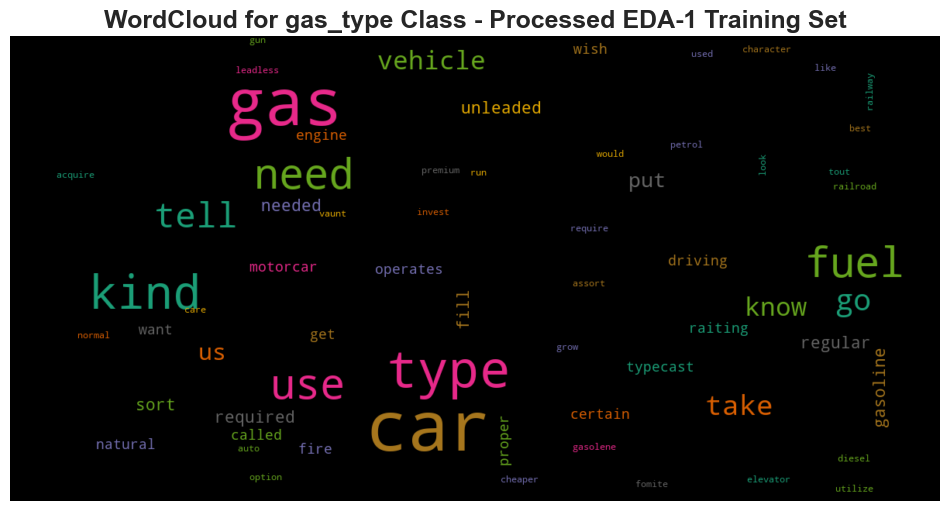 WordCloud for gas_type Class - Processed EDA-1 Training Set
gun
wish
used
character
vehicle
leadless
like
railway
gas
unleaded
engine
best
petrol
would
need
premium
run
look
acquire
put
tout
railroad
needed
tell
vaunt
invest
require
motorcar
operates
driving
fuel
kind
assort
care
fill
know
go
normal
want
get
raiting
regular
us
grow
type
typecast
gasoline
use
sort
required
car
certain
take
called
proper
natural
auto
fire
gasolene
diesel
option
cheaper
fomite
elevator
utilize